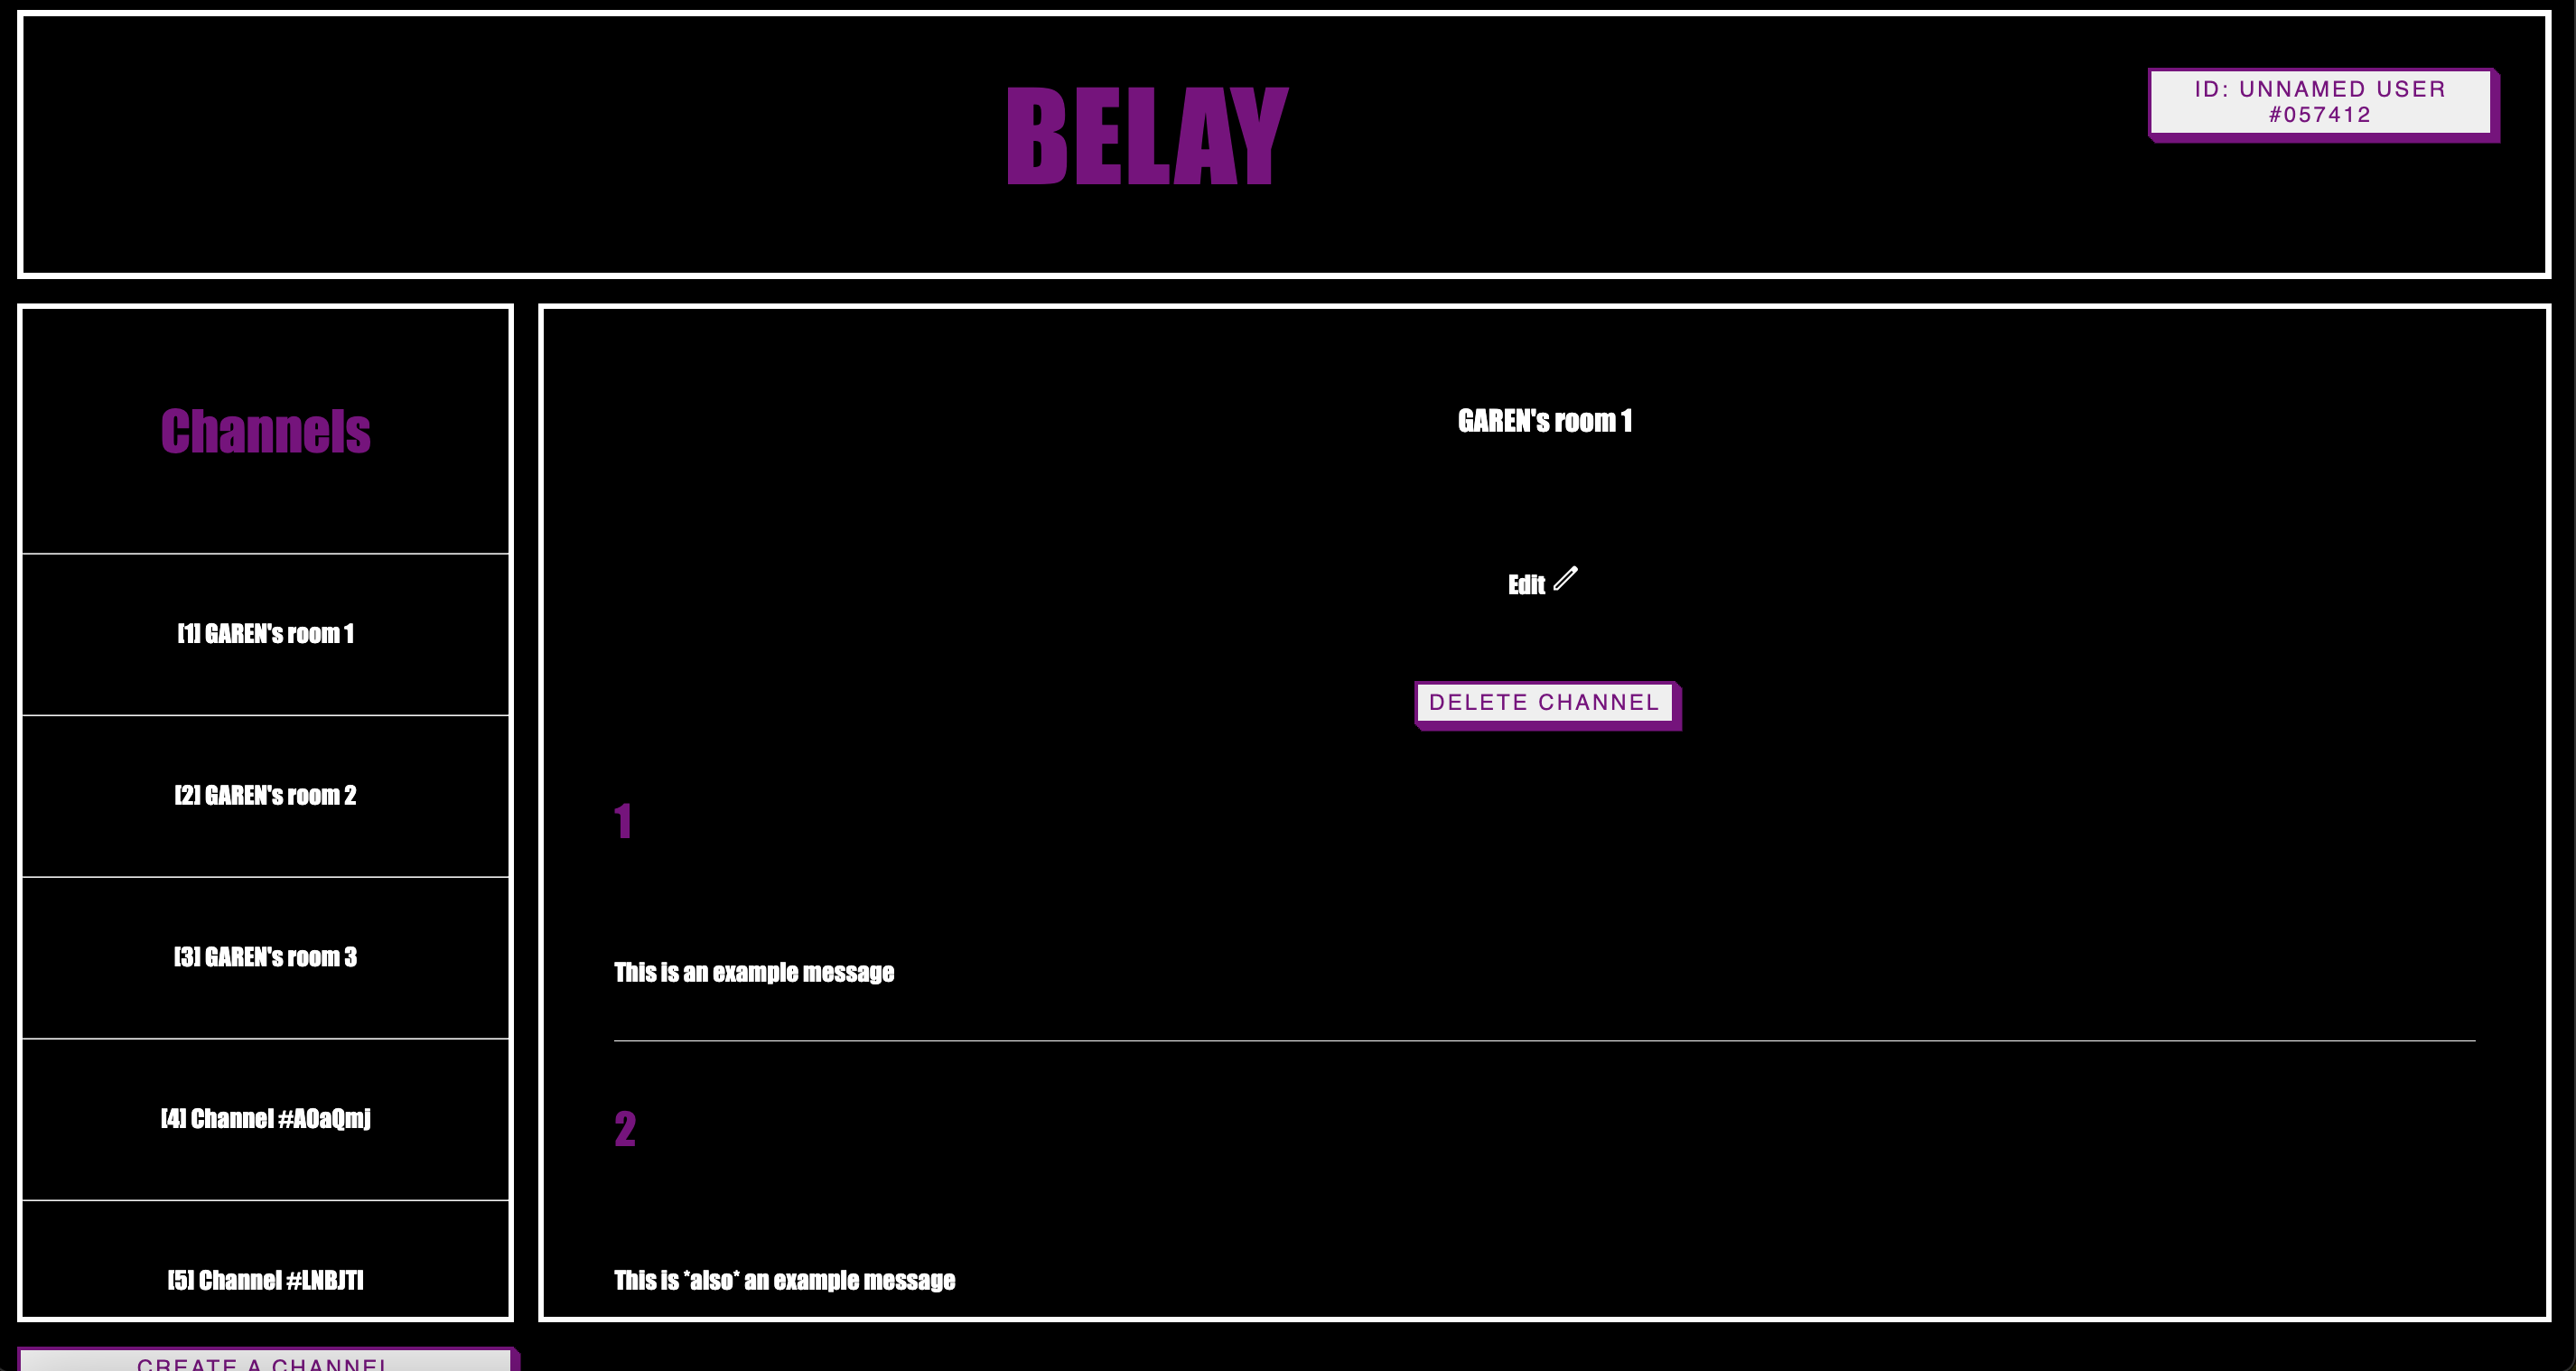 BELAY
ID: UNNAMED USER
#057412
Channels
[1] GAREN's room 1
[2] GAREN's room 2
[3] GAREN's room 3
[4] Channel #AOaQmj
[5] Channel #LNBJTI
CREATE A CHANNEL
GAREN's room 1
Edit
DELETE CHANNEL
1
This is an example message
2
This is *also* an example message